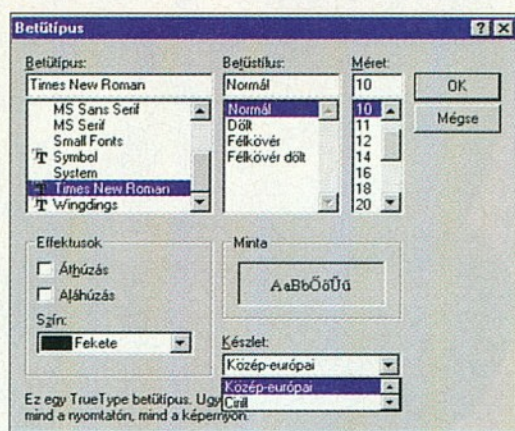 Betűtípus
Betűtípus:
Times New Roman
MS Sans Serif
MS Serif
Small Fonts
Symbol
System
Times New Roman
Wingdings
Betűstílus:
Normál
Normál
Dőlt
Félkövér
Félkövér dőlt
Méret:
10
10
11
12
14
16
18
20
OK
Mégse
Effektusok
Áthúzás
Aláhúzás
Szín:
Fekete
Minta
AaBbŐőŰű
Készlet:
Közép-európai
Közép-európai
Cirill
Ez egy TrueType betűtípus. Ugy
mind a nyomtatón, mind a képernyőn.